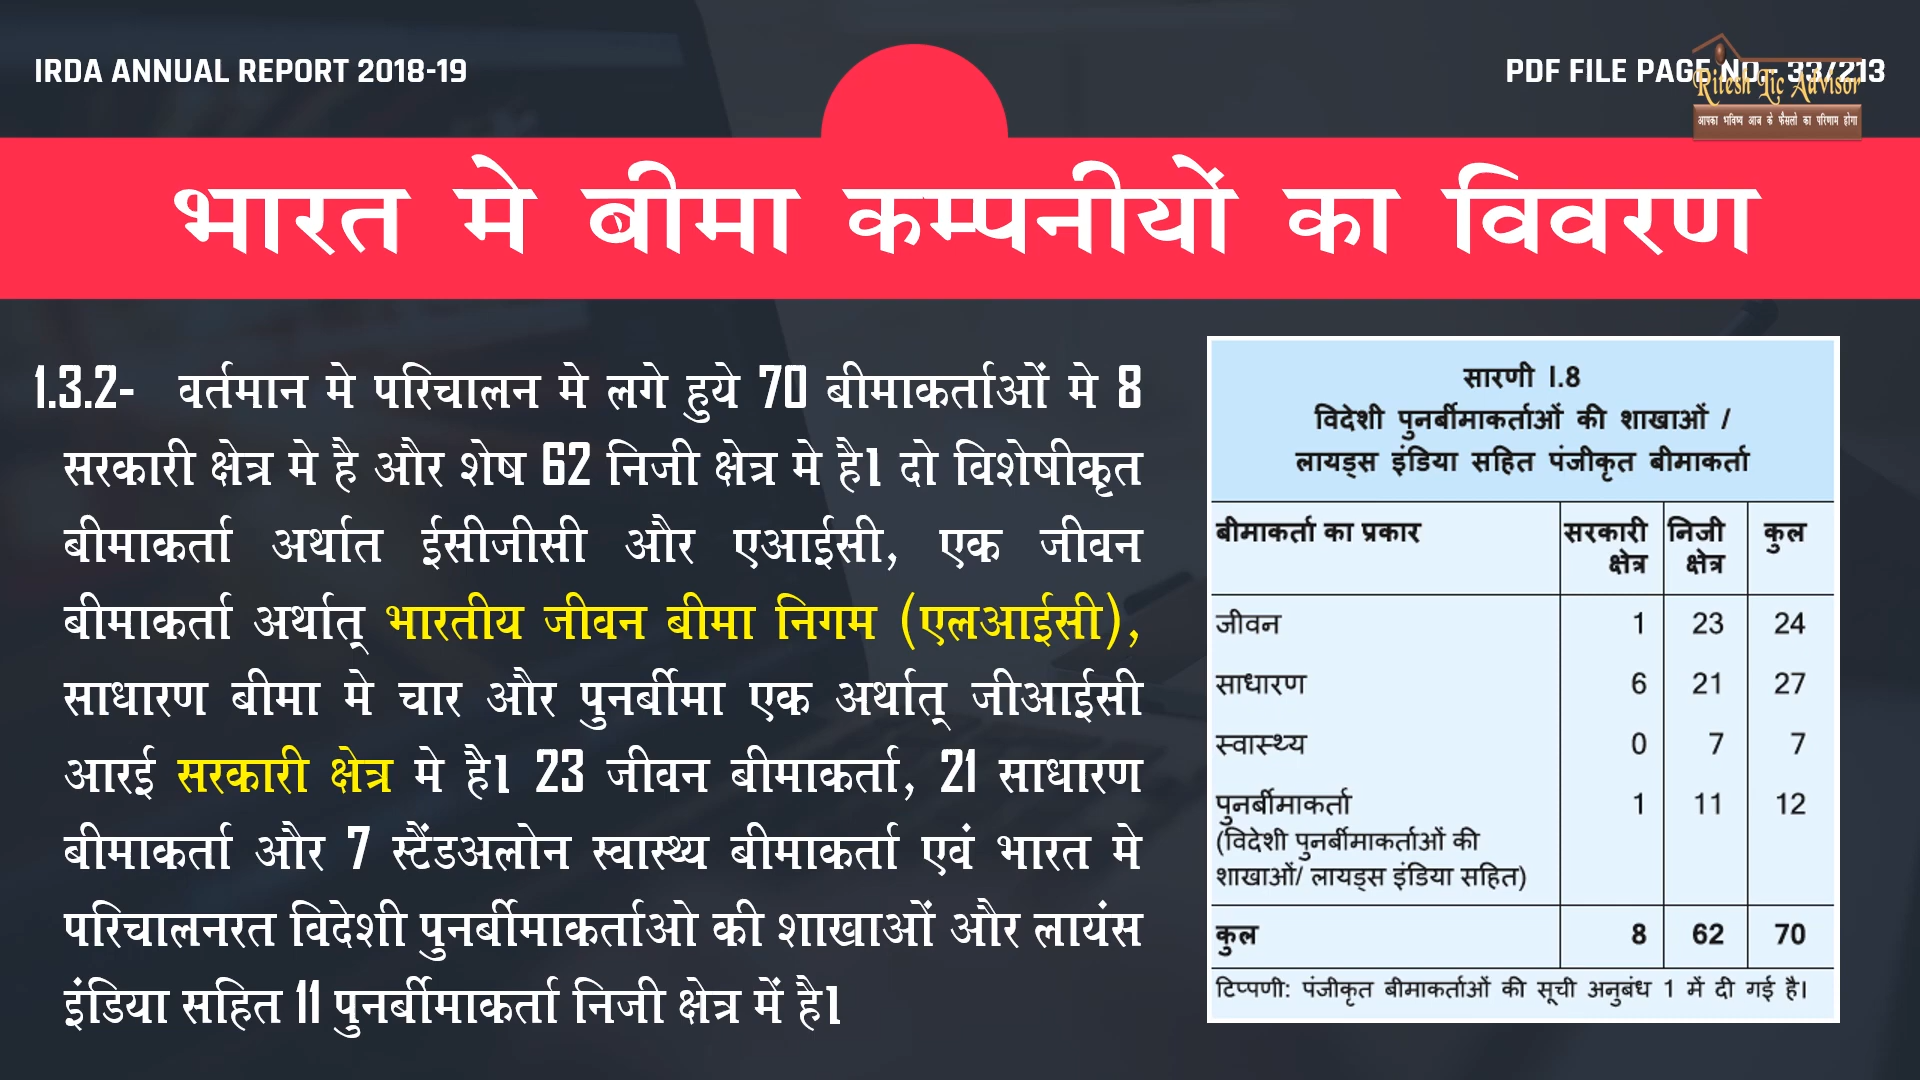 IRDA ANNUAL REPORT 2018-19
PDF FILE PAGE NO.- 33/213
Ritesh Lic Advisor
आपका भविष्य आज के फैसलो का परिणाम होगा
भारत मे बीमा कम्पनीयों का विवरण
1.3.2- वर्तमान मे परिचालन मे लगे हुये 70 बीमाकर्ताओं मे 8
सरकारी क्षेत्र मे है और शेष 62 निजी क्षेत्र मे है। दो विशेषीकृत
बीमाकर्ता अर्थात ईसीजीसी और एआईसी, एक जीवन
बीमाकर्ता अर्थात् भारतीय जीवन बीमा निगम (एलआईसी),
साधारण बीमा मे चार और पुनर्बीमा एक अर्थात् जीआईसी
आरई सरकारी क्षेत्र मे है। 23 जीवन बीमाकर्ता, 21 साधारण
बीमाकर्ता और 7 स्टैंडअलोन स्वास्थ्य बीमाकर्ता एवं भारत मे
परिचालनरत विदेशी पुनर्बीमाकर्ताओ की शाखाओं और लायंस
इंडिया सहित 11 पुनर्बीमाकर्ता निजी क्षेत्र में है।
सारणी I.8
विदेशी पुनर्बीमाकर्ताओं की शाखाओं /
लायड्स इंडिया सहित पंजीकृत बीमाकर्ता
बीमाकर्ता का प्रकार सरकारी क्षेत्र निजी क्षेत्र कुल
जीवन 1 23 24
साधारण 6 21 27
स्वास्थ्य 0 7 7
पुनर्बीमाकर्ता 1 11 12
(विदेशी पुनर्बीमाकर्ताओं की
शाखाओं/ लायड्स इंडिया सहित)
कुल 8 62 70
टिप्पणी: पंजीकृत बीमाकर्ताओं की सूची अनुबंध 1 में दी गई है।